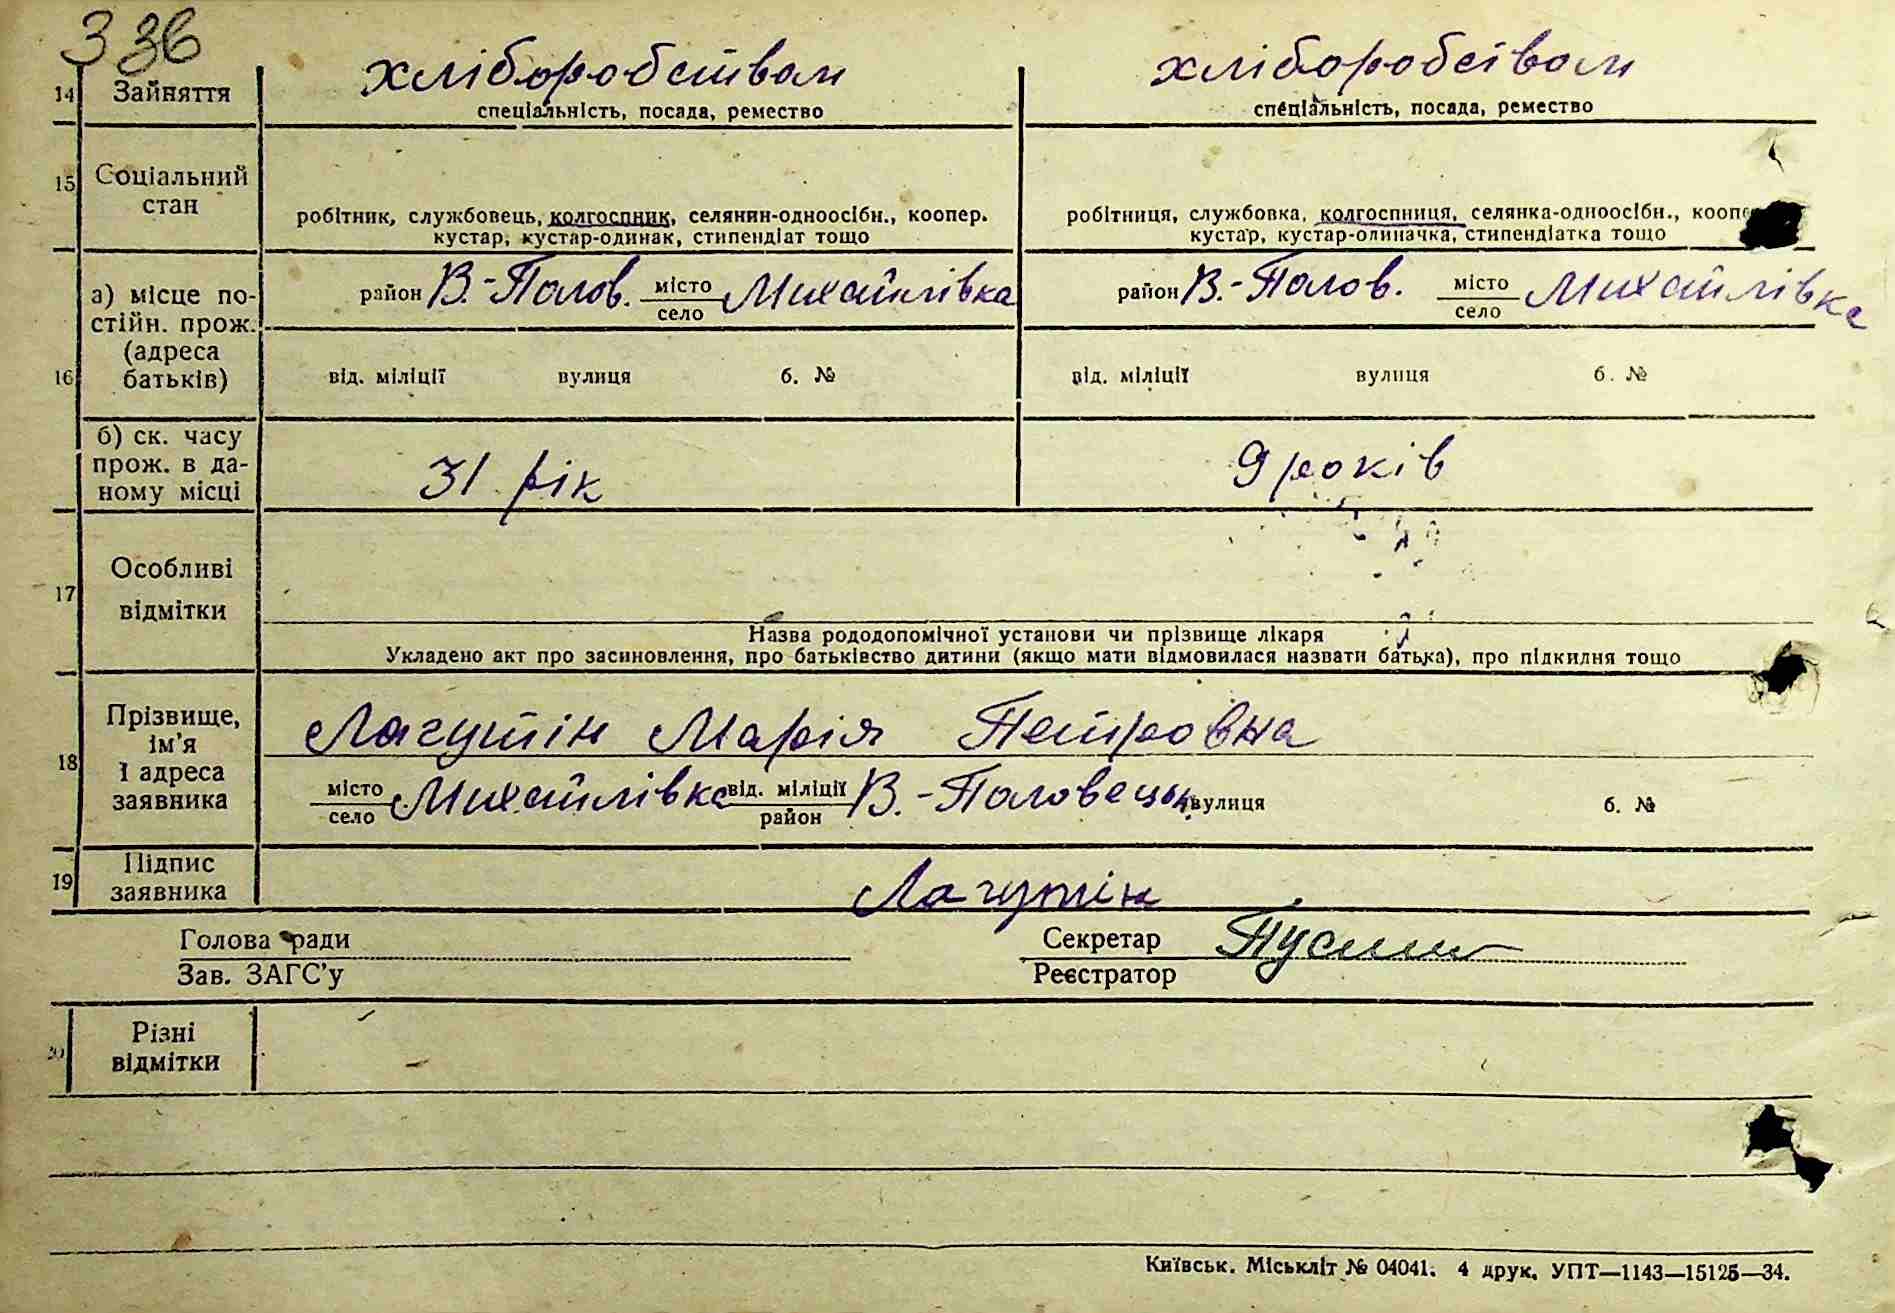 33б
хліборобством хліборобством
14 Зайняття спеціальність, посада, ремество спеціальність, посада, ремество
15 Соціальний стан
робітник, службовець, колгоспник, селянин-одноосібн., коопер. робітниця, службовка, колгоспниця, селянка-одноосібн., кооп
кустар, кустар-одинак, стипендіат тощо кустар, кустар-одиначка, стипендіатка тощо
16 а) місце постійн. прож. (адреса батьків)
район В.-Полов. місто село Михайлівка район В.-Полов. місто село Михайлівка
від. міліції вулиця б. № від. міліції вулиця б. №
б) ск. часу прож. в даному місці
31 рік 9 років
17 Особливі відмітки
Назва рододопомічної установи чи прізвище лікаря
Укладено акт про засиновлення, про батьківство дитини (якщо мати відмовилася назвати батька), про підкидня тощо
18 Прізвище, ім'я і адреса заявника
Лагутін Марія Петровна
місто село Михайлівка від. міліції район В.-Половецьк. вулиця б. №
19 Підпис заявника Лагутін
Голова ради Секретар
Зав. ЗАГС'у Реєстратор
20 Різні відмітки
Київськ. Міськліт № 04041. 4 друк. УПТ—1143—15125—34.